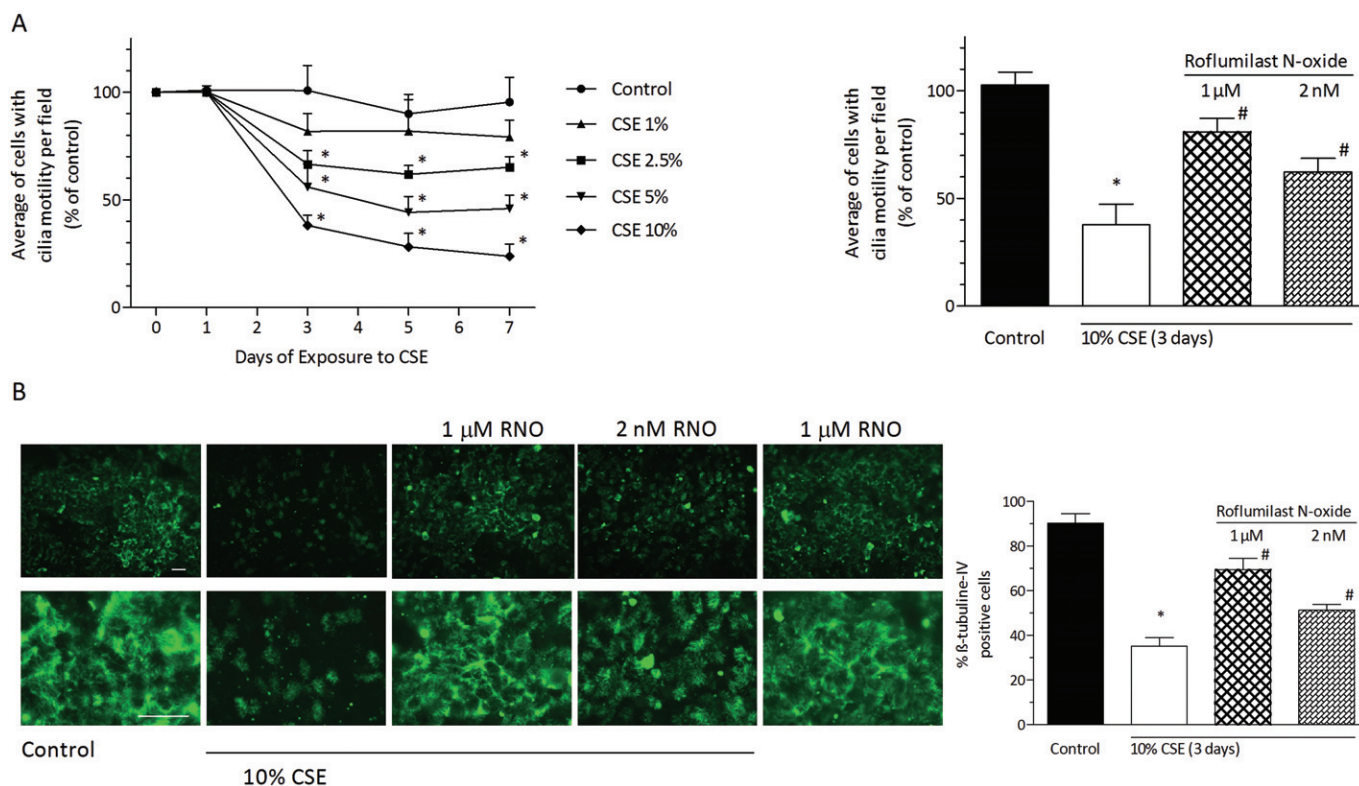 A
Average of cells with
cilia motility per field
(% of control)
100
50
0
0 1 2 3 4 5 6 7
Days of Exposure to CSE
* * *
* * *
* * *
Control
CSE 1%
CSE 2.5%
CSE 5%
CSE 10%
Average of cells with
cilia motility per field
(% of control)
100
50
0
Roflumilast N-oxide
1 µM 2 nM
* # #
Control 10% CSE (3 days)
B
1 µM RNO 2 nM RNO 1 µM RNO
Control
10% CSE
% ß-tubuline-IV
positive cells
100
80
60
40
20
0
Roflumilast N-oxide
1 µM 2 nM
* # #
Control 10% CSE (3 days)